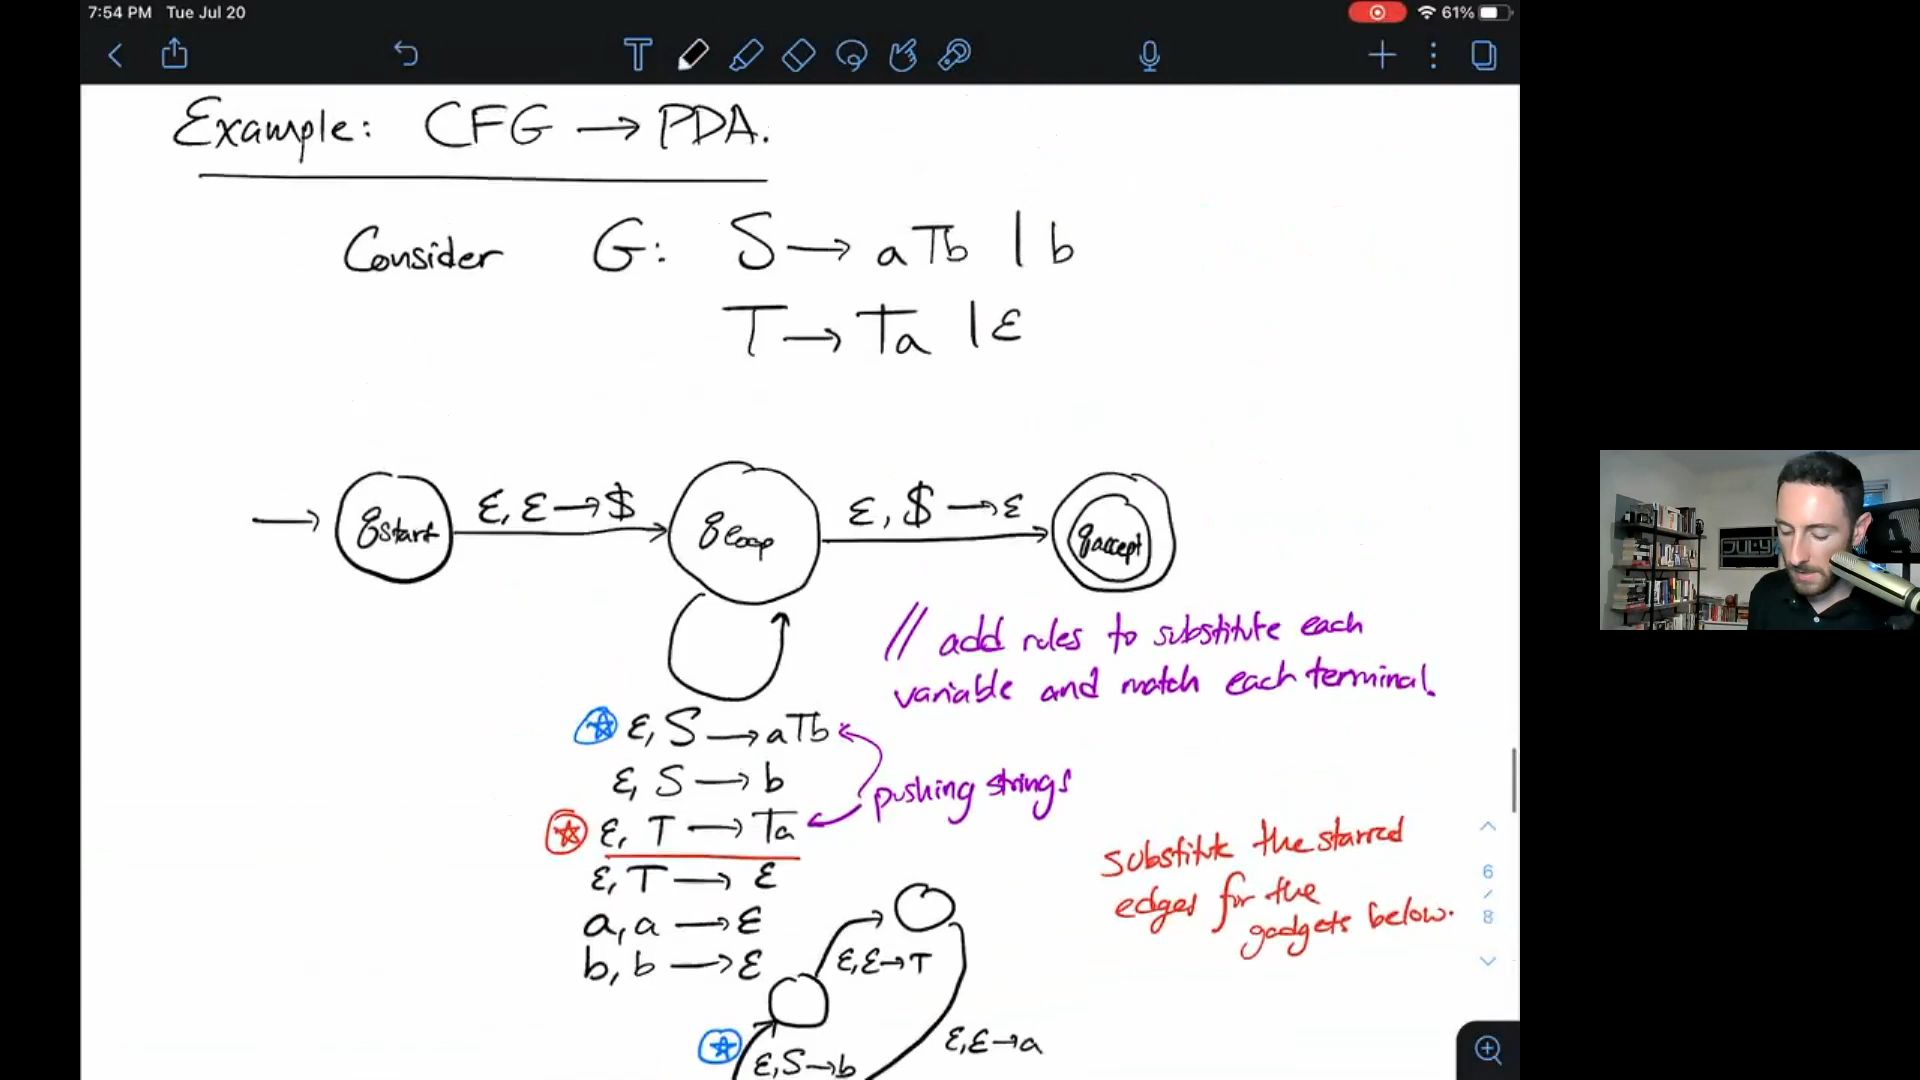 7:54 PM Tue Jul 20
61%
Example: CFG → PDA.
Consider G: S → aTb | b
T → Ta | ε
qstart
ε, ε → $
qloop
ε, $ → ε
qaccept
// add rules to substitute each
variable and match each terminal.
ε, S → aTb
ε, S → b
pushing strings
ε, T → Ta
ε, T → ε
a, a → ε
b, b → ε
substitute the starred
edges for the
gadgets below.
6
/
8
ε, ε → T
ε, ε → a
ε, S → b
JULY